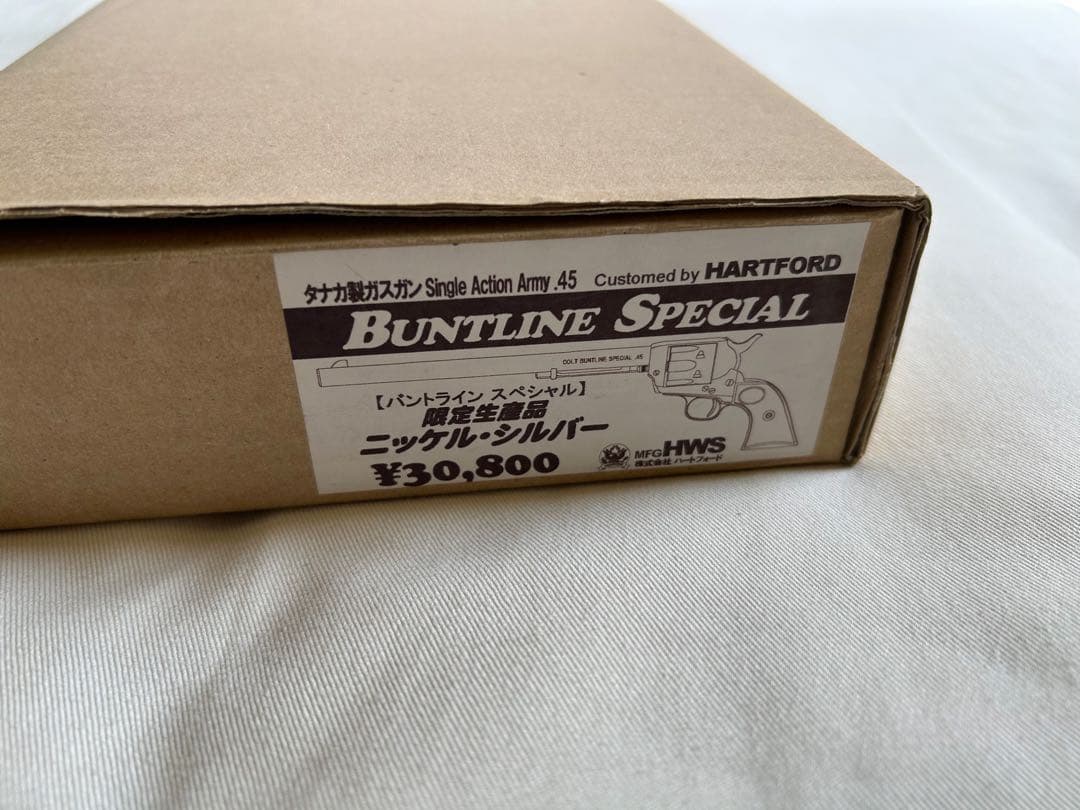 タナカ製ガスガン Single Action Army .45 Customed by HARTFORD
BUNTLINE SPECIAL
COLT BUNTLINE SPECIAL .45
【バントライン スペシャル】
限定生産品
ニッケル・シルバー
¥30,800
MFG HWS
株式会社 ハートフォード